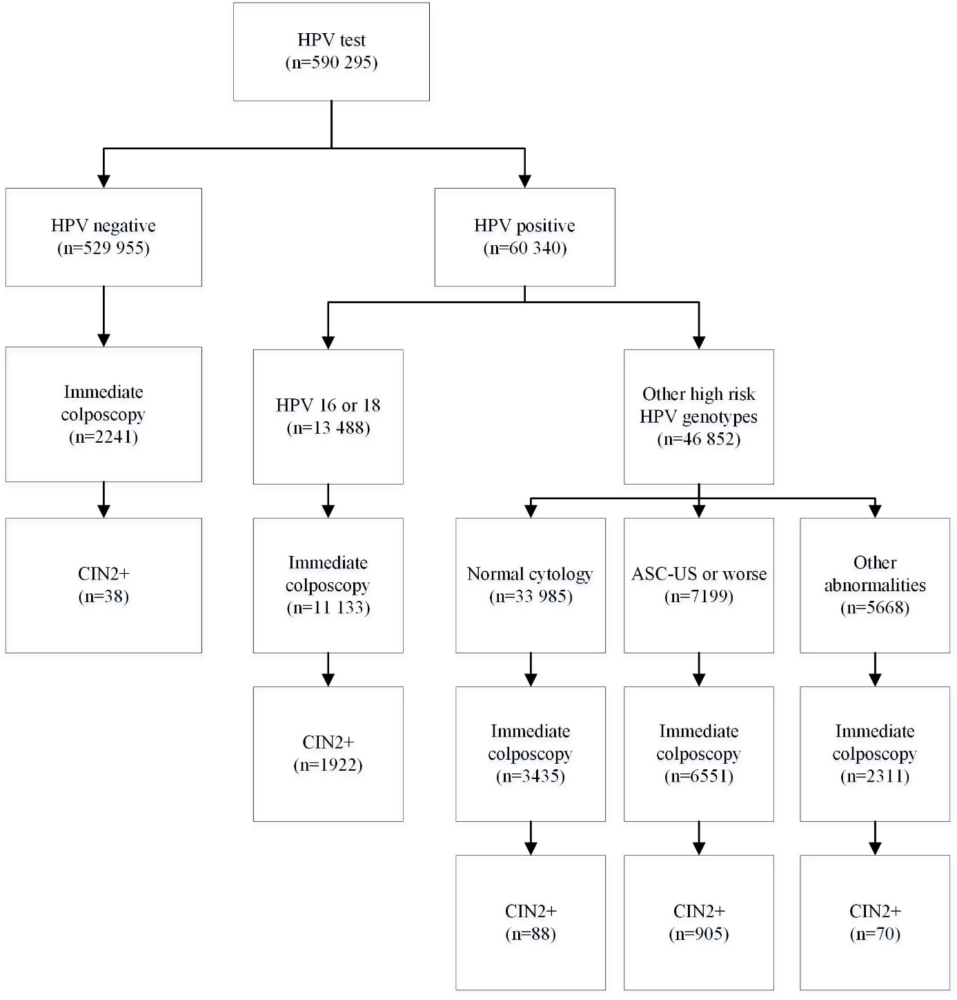 HPV test
(n=590 295)
HPV negative
(n=529 955)
HPV positive
(n=60 340)
Immediate
colposcopy
(n=2241)
HPV 16 or 18
(n=13 488)
Other high risk
HPV genotypes
(n=46 852)
CIN2+
(n=38)
Immediate
colposcopy
(n=11 133)
Normal cytology
(n=33 985)
ASC-US or worse
(n=7199)
Other
abnormalities
(n=5668)
CIN2+
(n=1922)
Immediate
colposcopy
(n=3435)
Immediate
colposcopy
(n=6551)
Immediate
colposcopy
(n=2311)
CIN2+
(n=88)
CIN2+
(n=905)
CIN2+
(n=70)